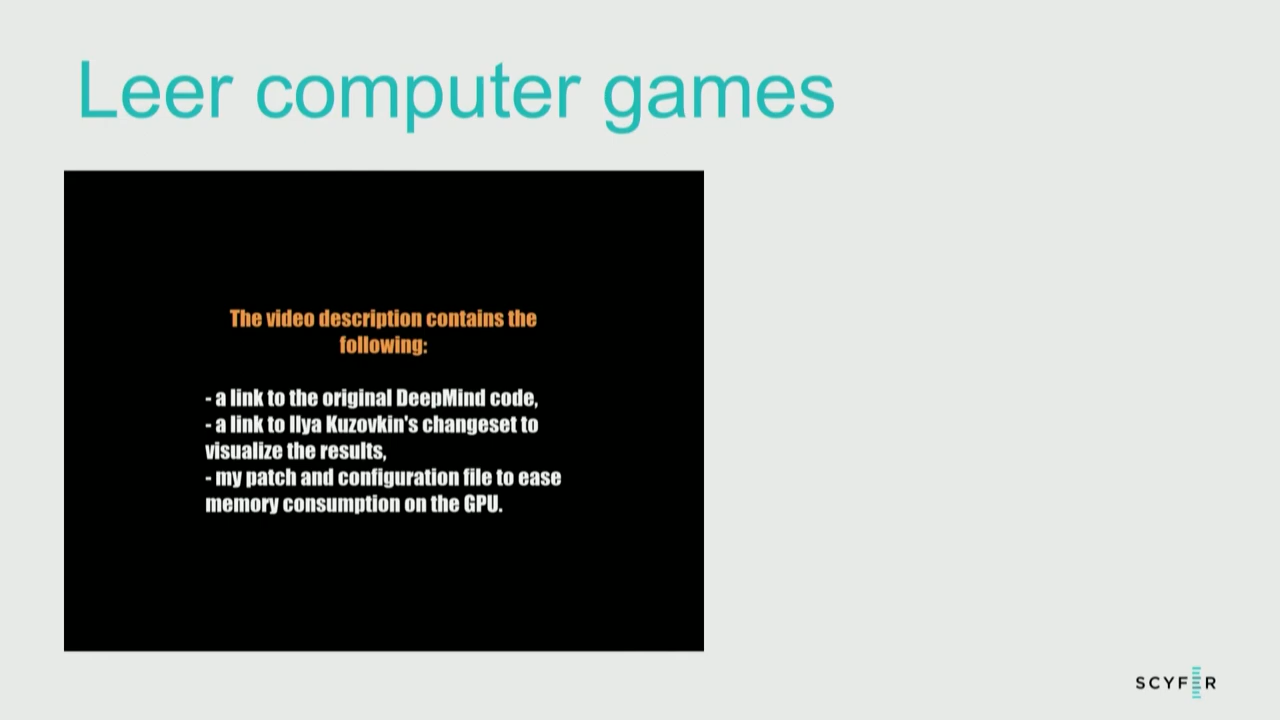 Leer computer games
The video description contains the
following:
- a link to the original DeepMind code,
- a link to Ilya Kuzovkin's changeset to
visualize the results,
- my patch and configuration file to ease
memory consumption on the GPU.
SCYFER